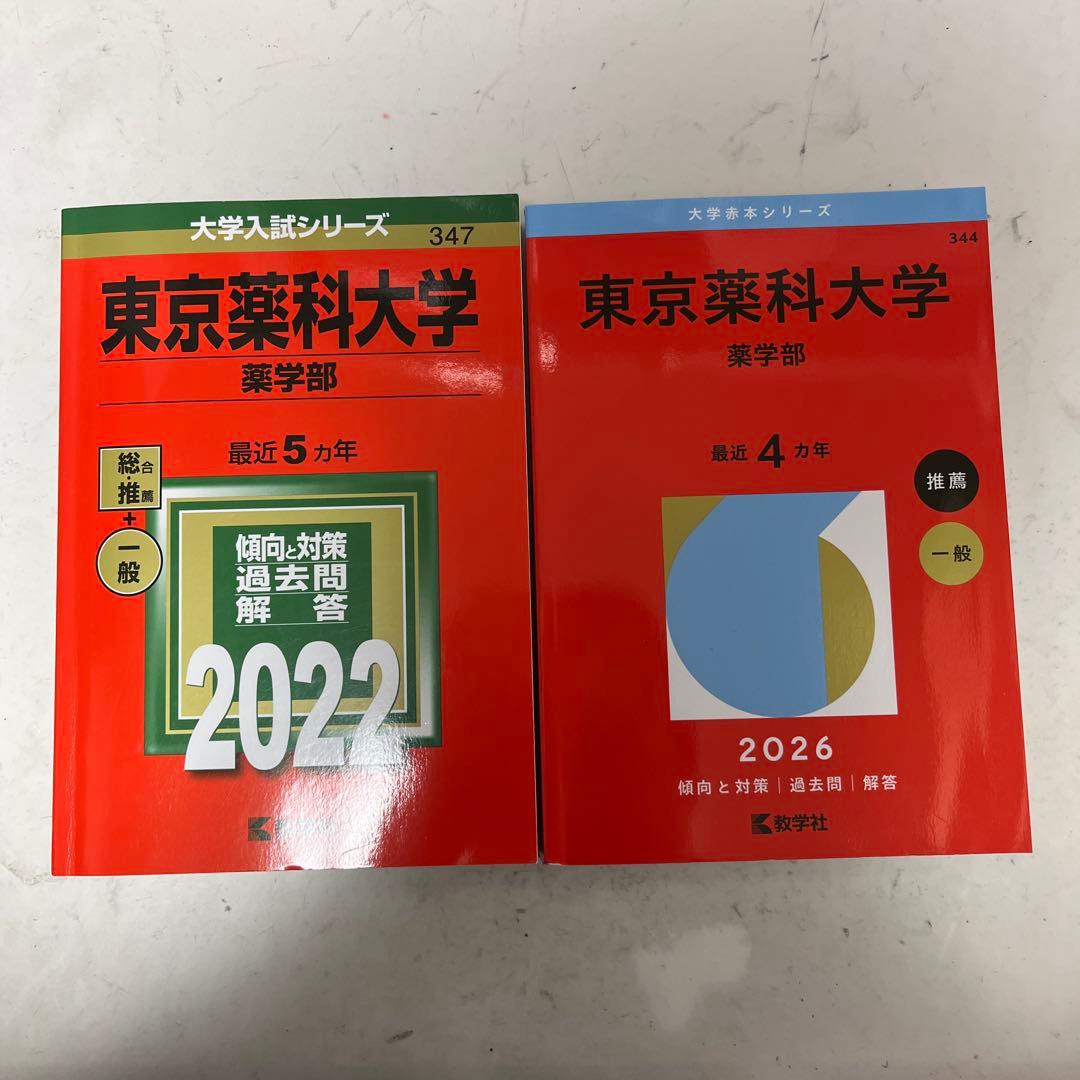 大学入試シリーズ
347
東京薬科大学
薬学部
最近5カ年
総合・推薦
+
一般
傾向と対策
過去問
解答
2022
教学社
大学赤本シリーズ
344
東京薬科大学
薬学部
最近4カ年
推薦
一般
2026
傾向と対策|過去問|解答
教学社